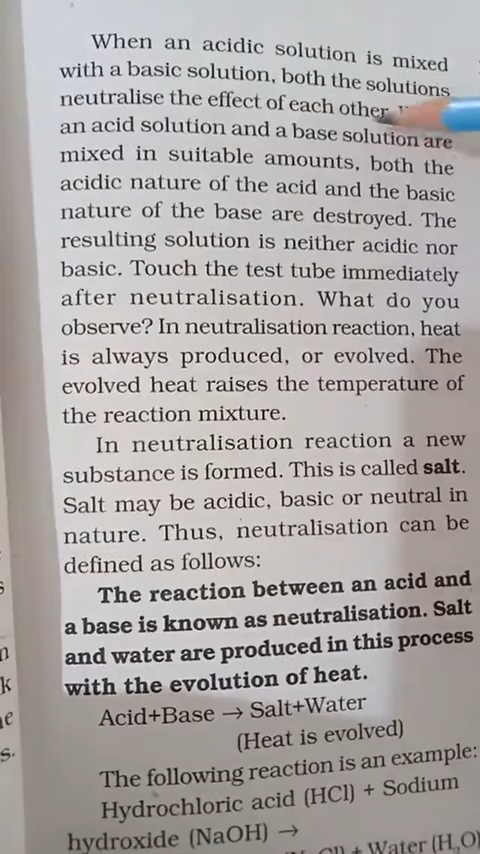 When an acidic solution is mixed
with a basic solution, both the solutions
neutralise the effect of each other.
an acid solution and a base solution are
mixed in suitable amounts, both the
acidic nature of the acid and the basic
nature of the base are destroyed. The
resulting solution is neither acidic nor
basic. Touch the test tube immediately
after neutralisation. What do you
observe? In neutralisation reaction, heat
is always produced, or evolved. The
evolved heat raises the temperature of
the reaction mixture.
In neutralisation reaction a new
substance is formed. This is called salt.
Salt may be acidic, basic or neutral in
nature. Thus, neutralisation can be
defined as follows:
The reaction between an acid and
a base is known as neutralisation. Salt
and water are produced in this process
with the evolution of heat.
Acid+Base → Salt+Water
(Heat is evolved)
The following reaction is an example:
Hydrochloric acid (HCl) + Sodium
hydroxide (NaOH) →
+ Water (H₂O)